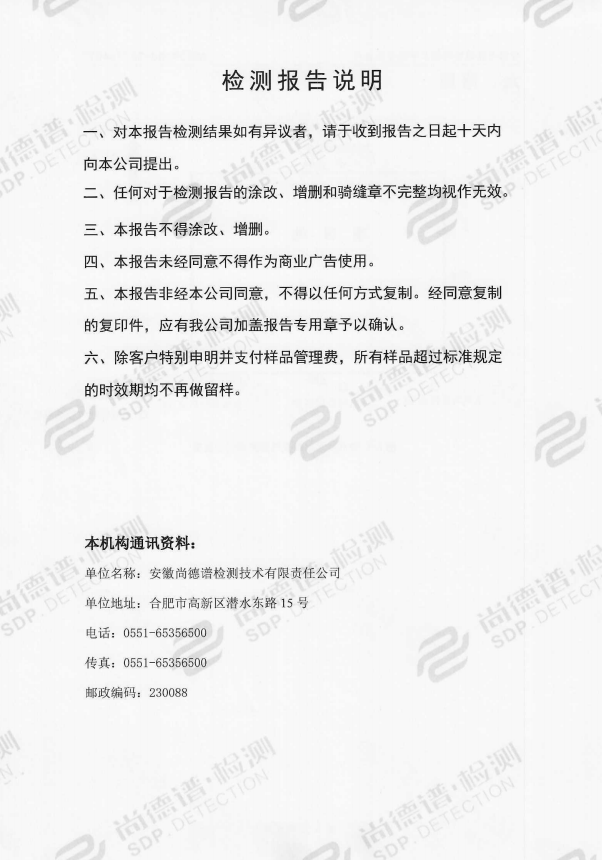 检测报告说明
一、对本报告检测结果如有异议者，请于收到报告之日起十天内
向本公司提出。
二、任何对于检测报告的涂改、增删和骑缝章不完整均视作无效。
三、本报告不得涂改、增删。
四、本报告未经同意不得作为商业广告使用。
五、本报告非经本公司同意，不得以任何方式复制。经同意复制
的复印件，应有我公司加盖报告专用章予以确认。
六、除客户特别申明并支付样品管理费，所有样品超过标准规定
的时效期均不再做留样。
本机构通讯资料：
单位名称：安徽尚德谱检测技术有限责任公司
单位地址：合肥市高新区潜水东路 15 号
电话：0551-65356500
传真：0551-65356500
邮政编码：230088
尚德谱·检测
SDP.DETECTION